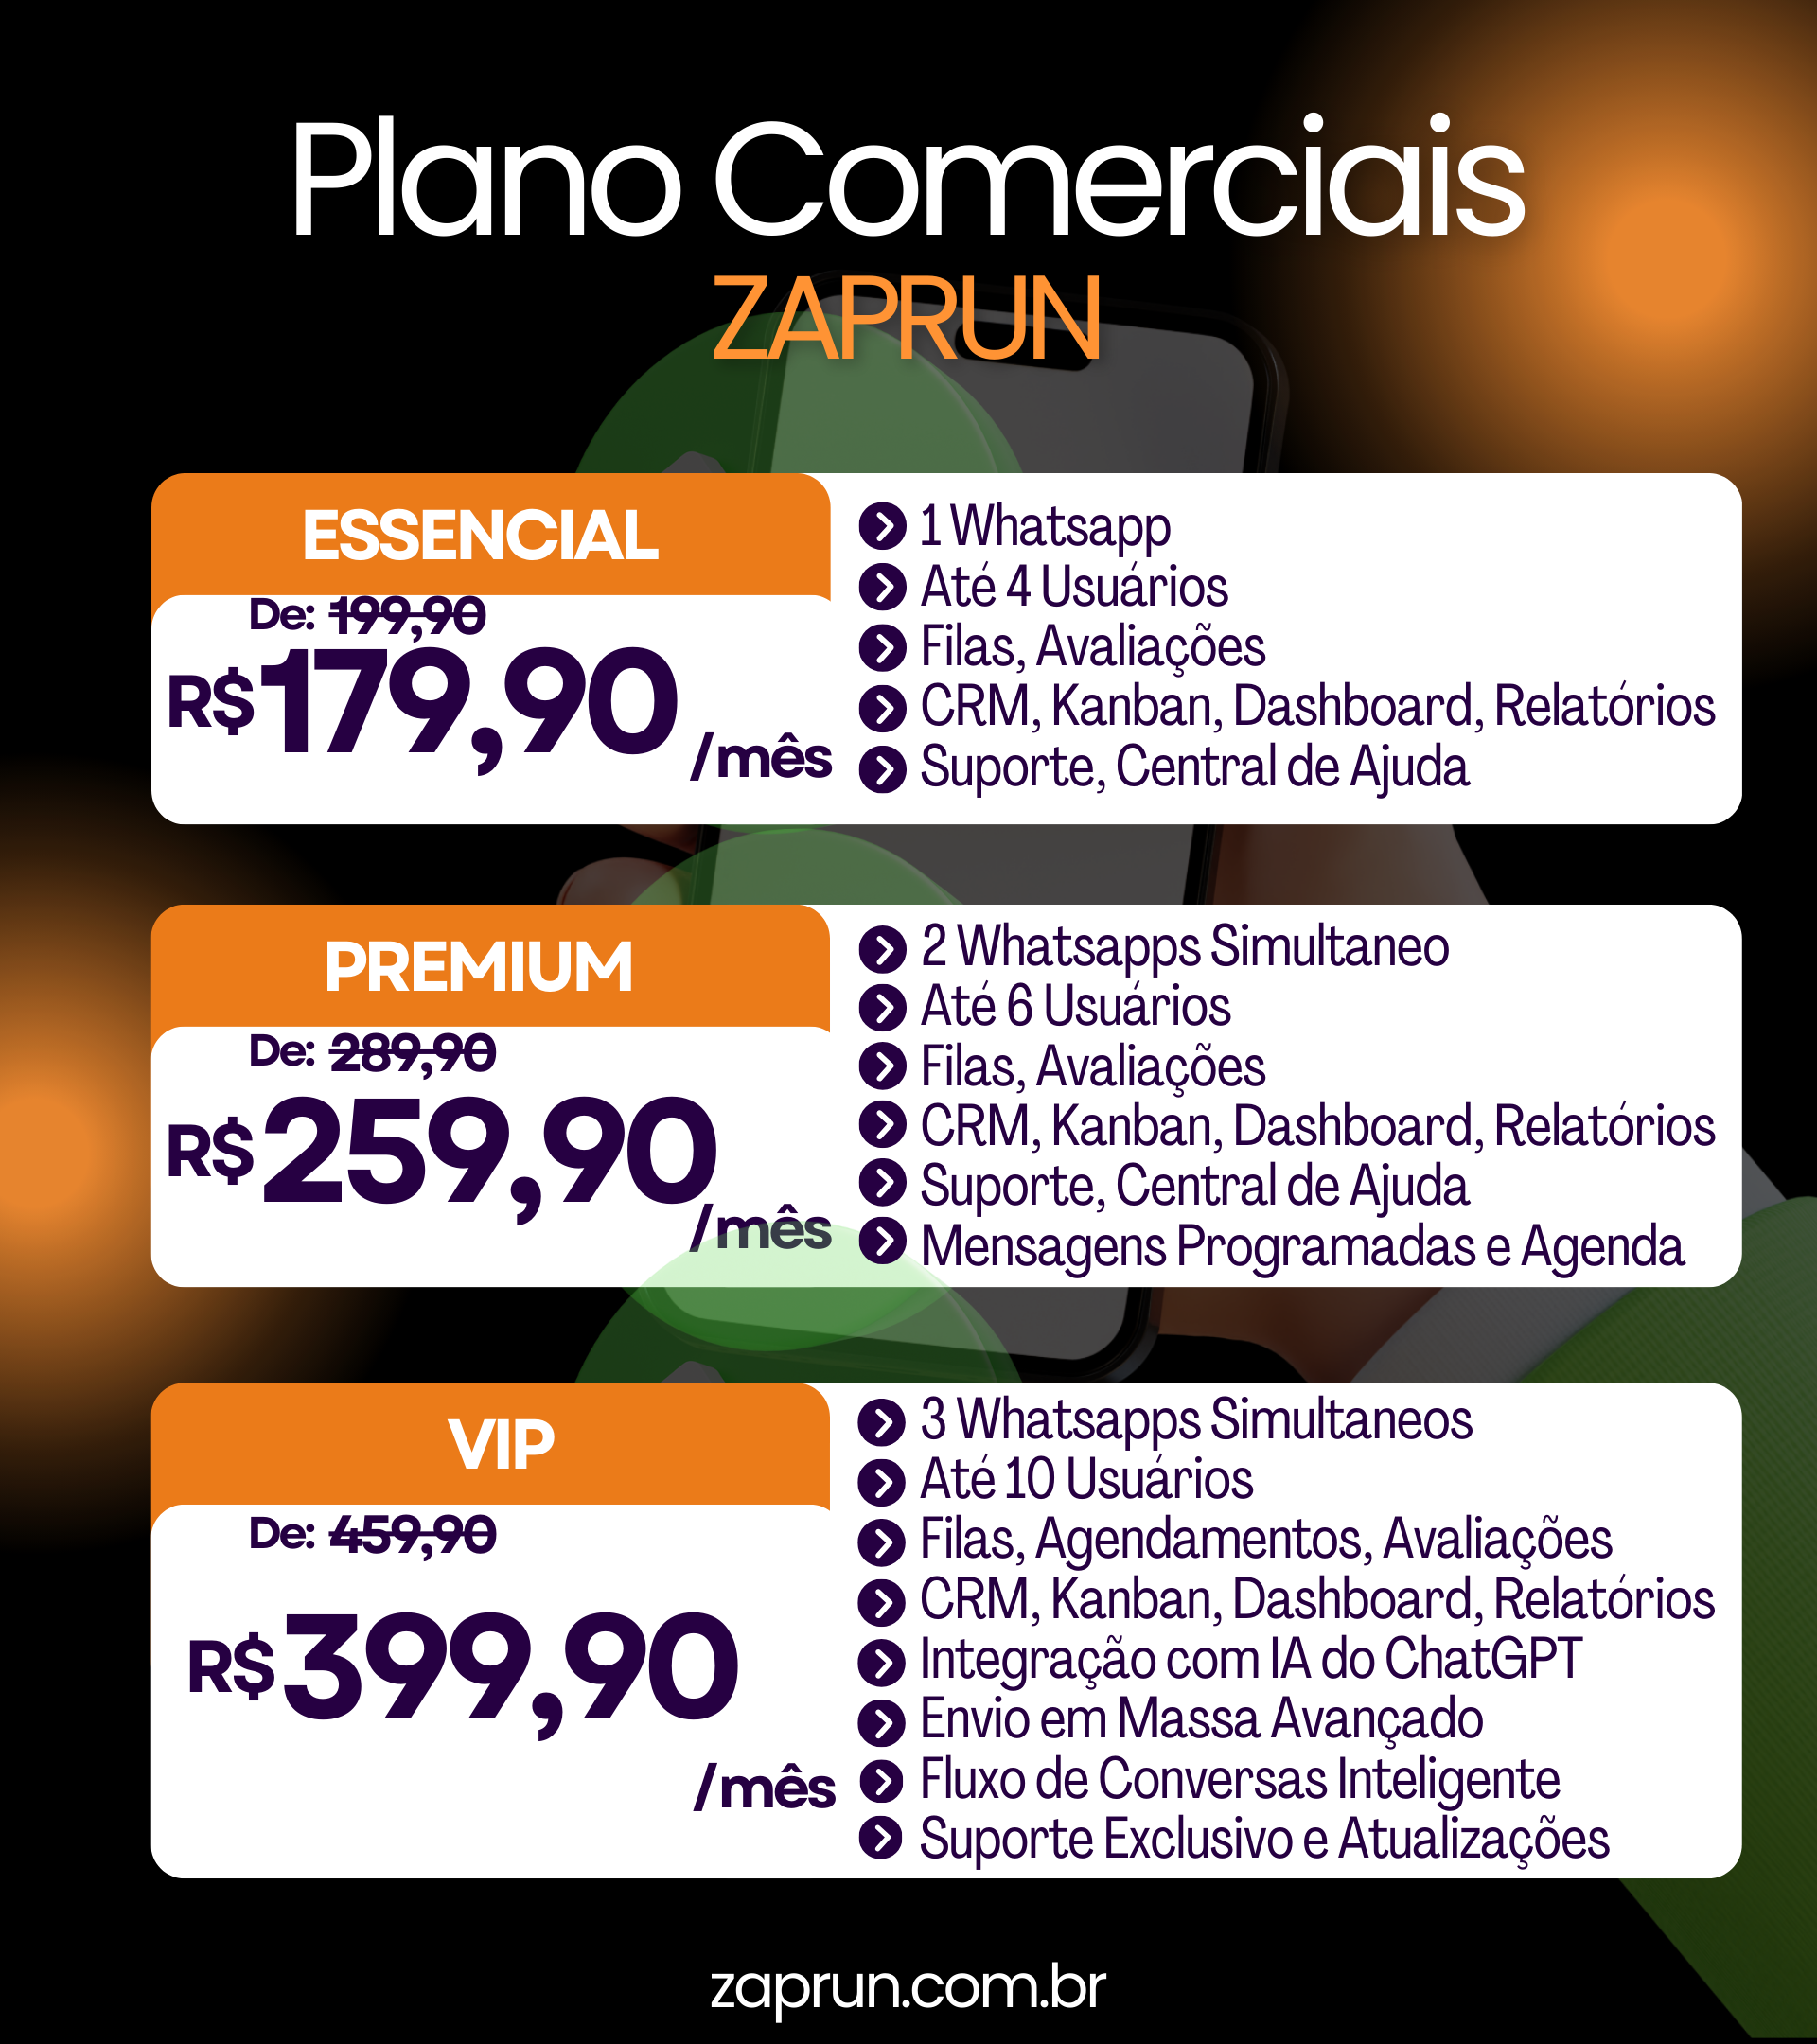 Plano Comerciais
ZAPRUN
ESSENCIAL
De: 199,90
R$179,90
/mês
1 Whatsapp
Até 4 Usuários
Filas, Avaliações
CRM, Kanban, Dashboard, Relatórios
Suporte, Central de Ajuda
PREMIUM
De: 289,90
R$259,90
/mês
2 Whatsapps Simultaneo
Até 6 Usuários
Filas, Avaliações
CRM, Kanban, Dashboard, Relatórios
Suporte, Central de Ajuda
Mensagens Programadas e Agenda
VIP
De: 459,90
R$399,90
/mês
3 Whatsapps Simultaneos
Até 10 Usuários
Filas, Agendamentos, Avaliações
CRM, Kanban, Dashboard, Relatórios
Integração com IA do ChatGPT
Envio em Massa Avançado
Fluxo de Conversas Inteligente
Suporte Exclusivo e Atualizações
zaprun.com.br